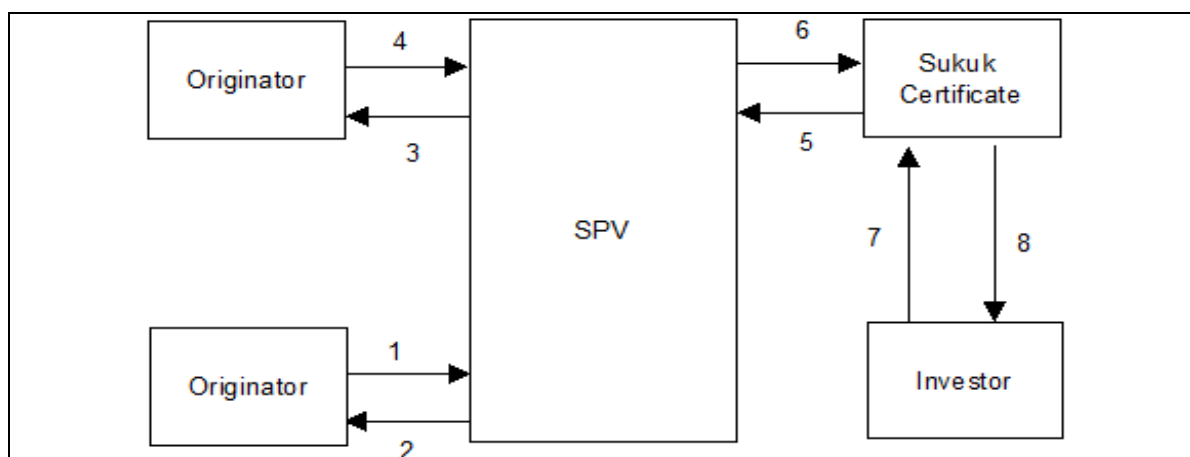 4
6
Originator
Sukuk
Certificate
3
5
SPV
7
8
1
Originator
Investor
2